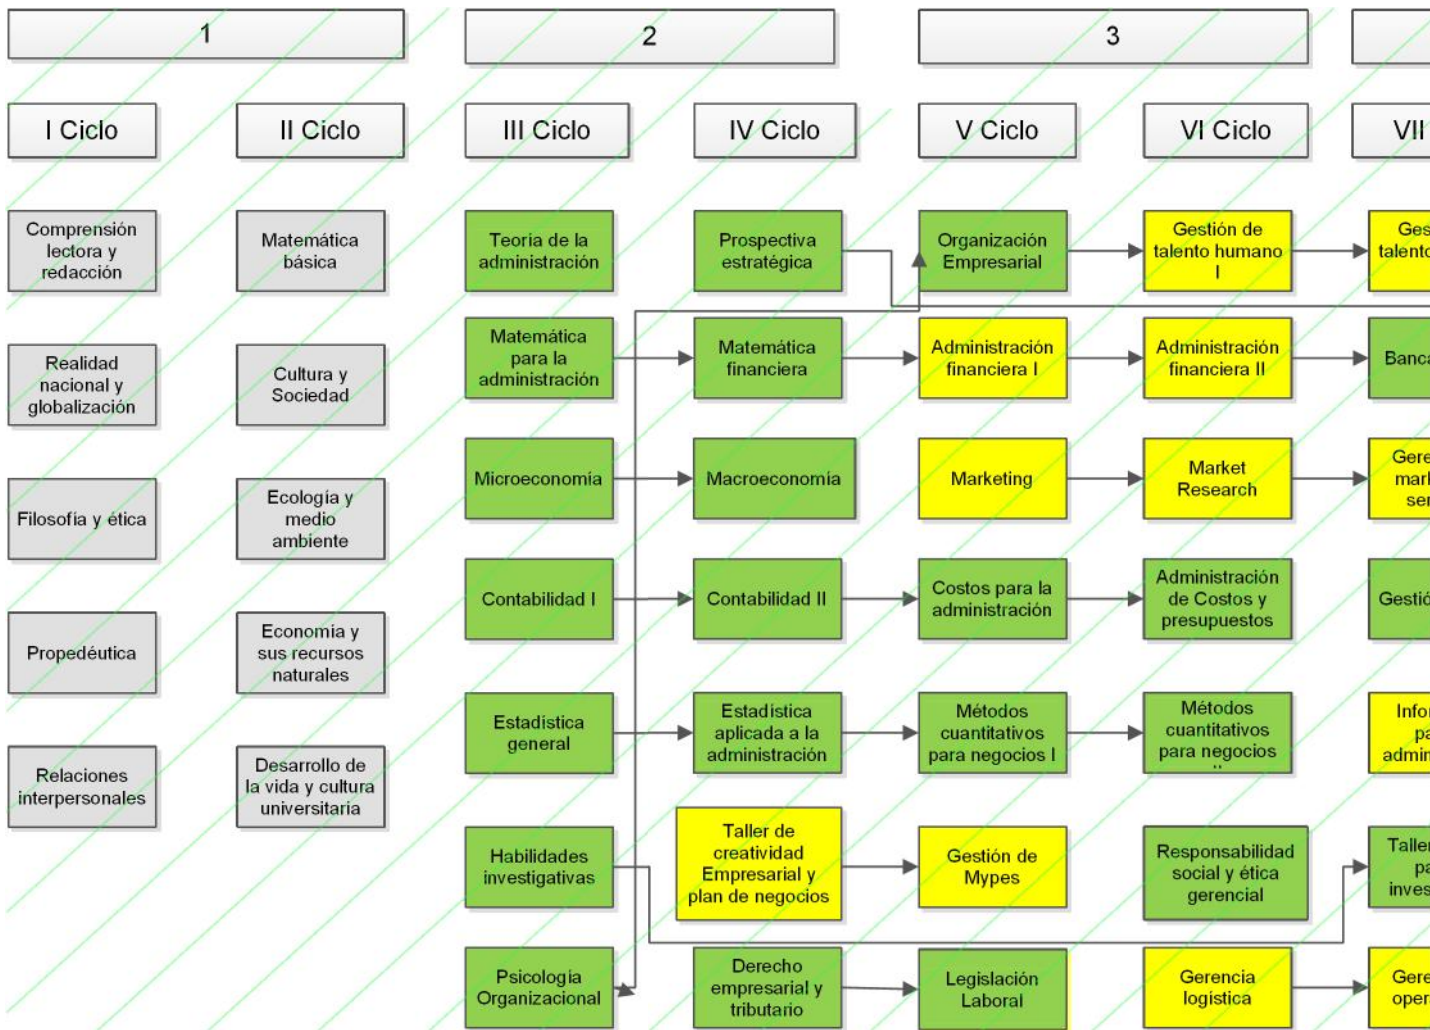 1
2
3
I Ciclo
II Ciclo
III Ciclo
IV Ciclo
V Ciclo
VI Ciclo
VII
Comprensión
lectora y
redacción
Matemática
básica
Teoría de la
administración
Prospectiva
estratégica
Organización
Empresarial
Gestión de
talento humano
I
Realidad
nacional y
globalización
Cultura y
Sociedad
Matemática
para la
administración
Matemática
financiera
Administración
financiera I
Administración
financiera II
Filosofía y ética
Ecología y
medio
ambiente
Microeconomía
Macroeconomía
Marketing
Market
Research
Propedéutica
Economía y
sus recursos
naturales
Contabilidad I
Contabilidad II
Costos para la
administración
Administración
de Costos y
presupuestos
Relaciones
interpersonales
Desarrollo de
la vida y cultura
universitaria
Estadística
general
Estadística
aplicada a la
administración
Métodos
cuantitativos
para negocios I
Métodos
cuantitativos
para negocios
Habilidades
investigativas
Taller de
creatividad
Empresarial y
plan de negocios
Gestión de
Mypes
Responsabilidad
social y ética
gerencial
Taller
Psicología
Organizacional
Derecho
empresarial y
tributario
Legislación
Laboral
Gerencia
logística